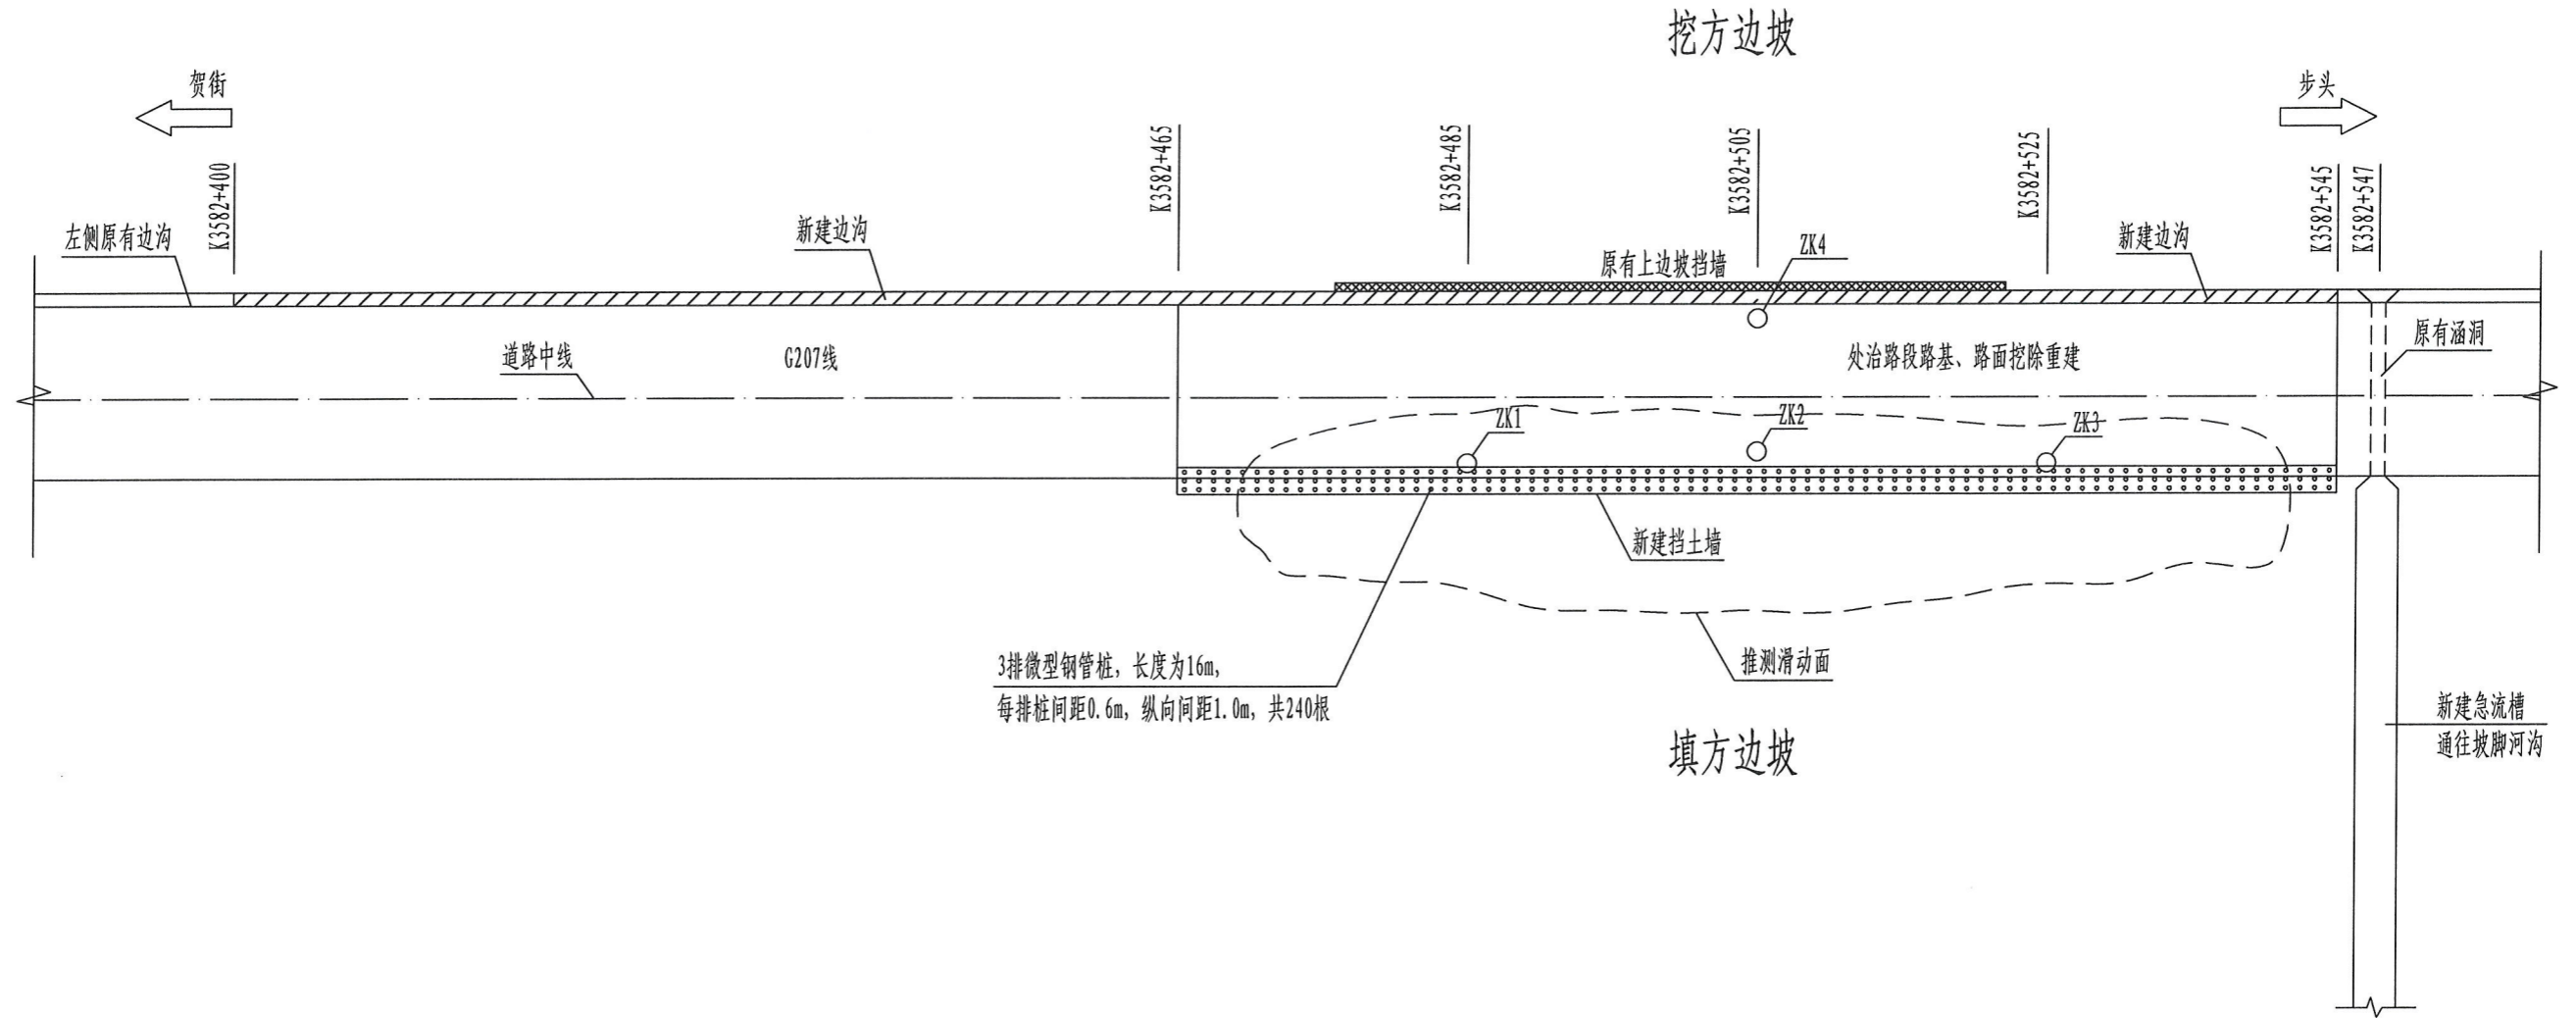 挖方边坡
贺街
步头
K3582+400
K3582+465
K3582+485
K3582+505
K3582+525
K3582+545
K3582+547
左侧原有边沟
新建边沟
原有上边坡挡墙
ZK4
新建边沟
道路中线
G207线
处治路段路基、路面挖除重建
原有涵洞
ZK1
ZK2
ZK3
新建挡土墙
3排微型钢管桩，长度为16m，
每排桩间距0.6m，纵向间距1.0m，共240根
推测滑动面
新建急流槽
通往坡脚河沟
填方边坡